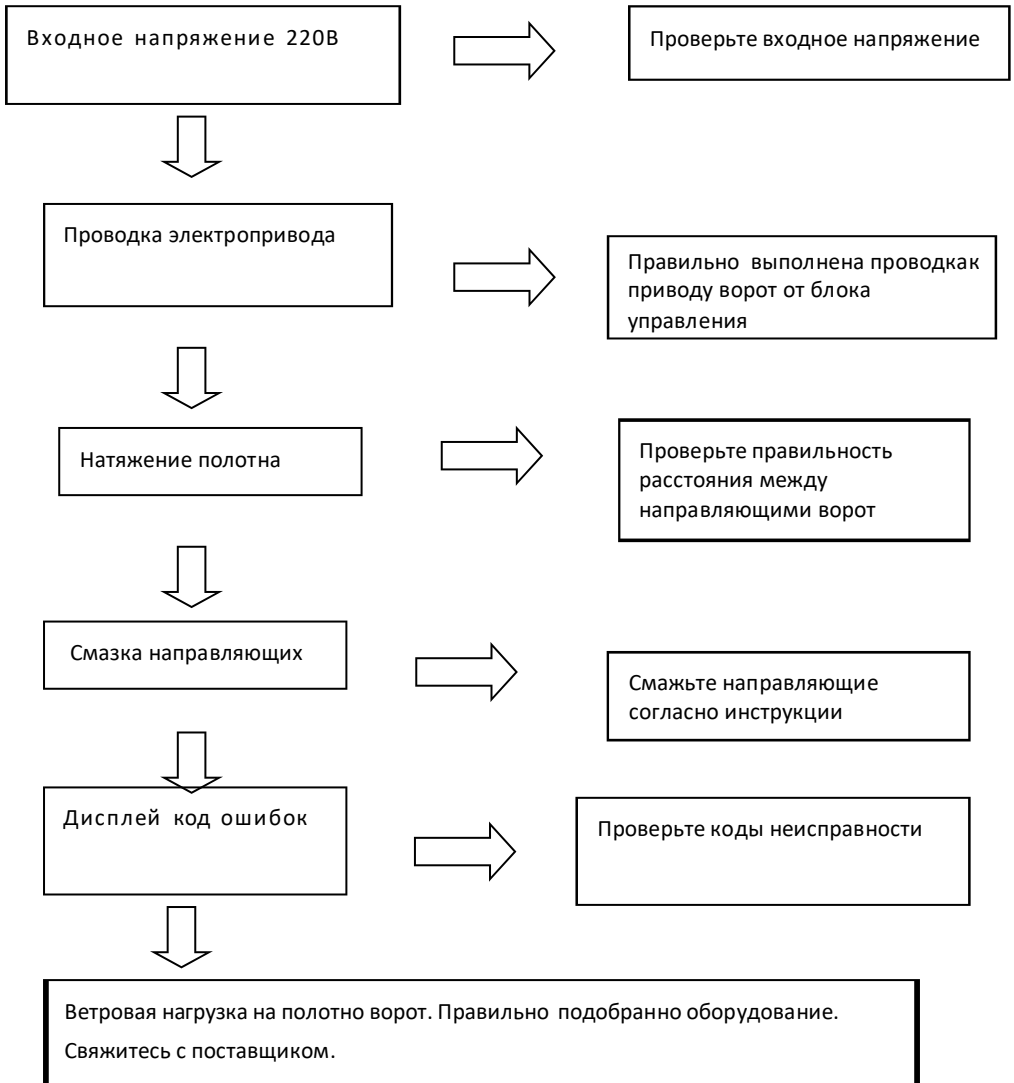 Входное напряжение 220В
Проверьте входное напряжение
Проводка электропривода
Правильно выполнена проводкак
приводу ворот от блока
управления
Натяжение полотна
Проверьте правильность
расстояния между
направляющими ворот
Смазка направляющих
Смажьте направляющие
согласно инструкции
Дисплей код ошибок
Проверьте коды неисправности
Ветровая нагрузка на полотно ворот. Правильно подобранно оборудование.
Свяжитесь с поставщиком.